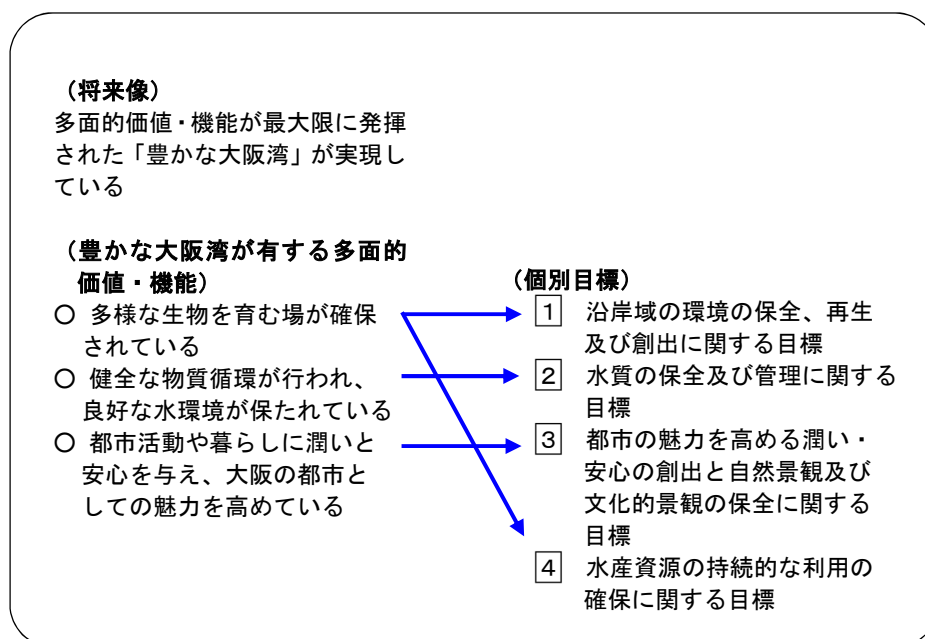 （将来像）
多面的価値・機能が最大限に発揮
された「豊かな大阪湾」が実現し
ている
（豊かな大阪湾が有する多面的
価値・機能）
○ 多様な生物を育む場が確保
されている
○ 健全な物質循環が行われ、
良好な水環境が保たれている
○ 都市活動や暮らしに潤いと
安心を与え、大阪の都市と
しての魅力を高めている
（個別目標）
1 沿岸域の環境の保全、再生
及び創出に関する目標
2 水質の保全及び管理に関する
目標
3 都市の魅力を高める潤い・
安心の創出と自然景観及び
文化的景観の保全に関する
目標
4 水産資源の持続的な利用の
確保に関する目標